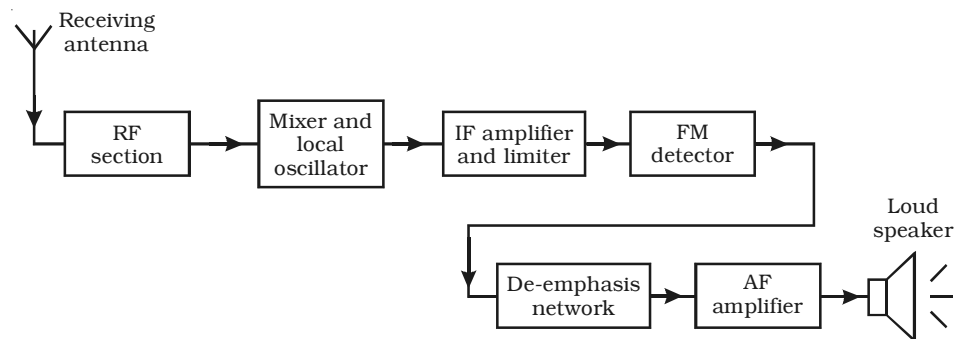 Receiving
antenna
RF
section
Mixer and
local
oscillator
IF amplifier
and limiter
FM
detector
Loud
speaker
De-emphasis
network
AF
amplifier